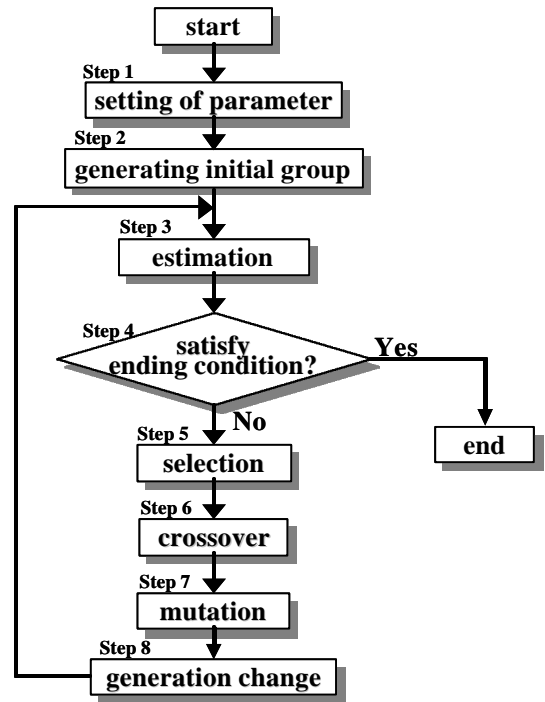 start
Step 1
setting of parameter
Step 2
generating initial group
Step 3
estimation
Step 4
satisfy
ending condition?
Yes
No
end
Step 5
selection
Step 6
crossover
Step 7
mutation
Step 8
generation change